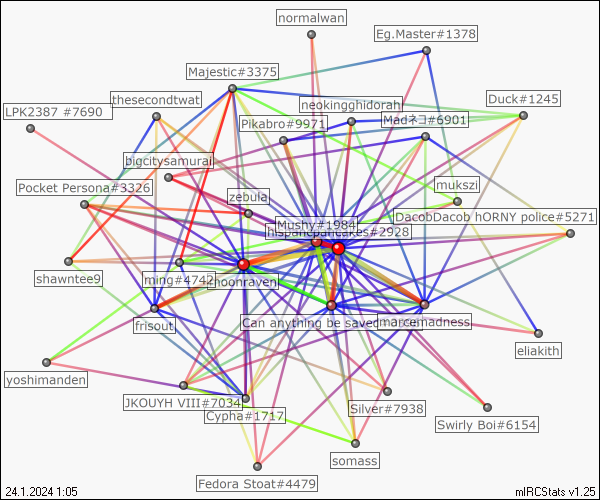 normalwan
Eg.Master#1378
Majestic#3375
LPK2387 #7690
thesecondtwat
neokingghidorah
Duck#1245
Pikabro#9971
Madネヨ#6901
bigcitysamurai
Pocket Persona#3326
zebula
mukszi
Mushy#1984
DacobDacob hORNY police#5271
hispanicpancakes#2928
shawntee9
ming#4742
zhoonravenj
frisout
Can anything be saved
marcelmadness
eliakith
yoshimanden
JKOUYH VIII#7034
Cypha#1717
Silver#7938
Swirly Boi#6154
somass
Fedora Stoat#4479
24.1.2024 1:05
mIRCStats v1.25